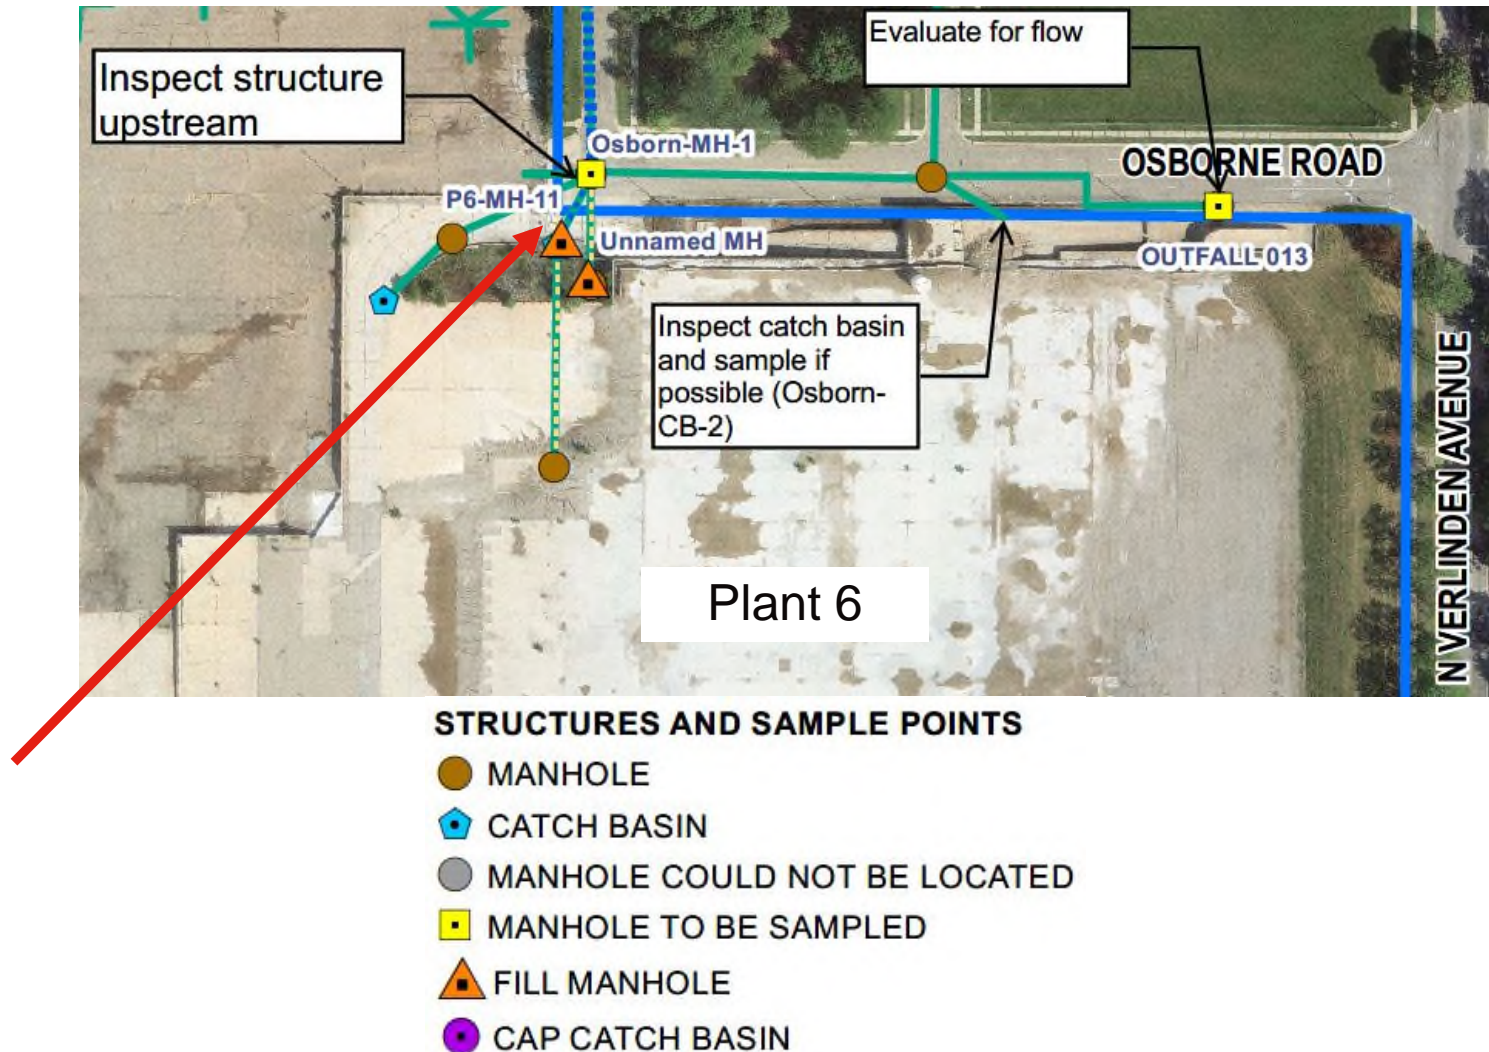 Inspect structure
upstream
Evaluate for flow
Osborn-MH-1
OSBORNE ROAD
P6-MH-11
Unnamed MH
OUTFALL 013
Inspect catch basin
and sample if
possible (Osborn-
CB-2)
N VERLINDEN AVENUE
Plant 6
STRUCTURES AND SAMPLE POINTS
MANHOLE
CATCH BASIN
MANHOLE COULD NOT BE LOCATED
MANHOLE TO BE SAMPLED
FILL MANHOLE
CAP CATCH BASIN